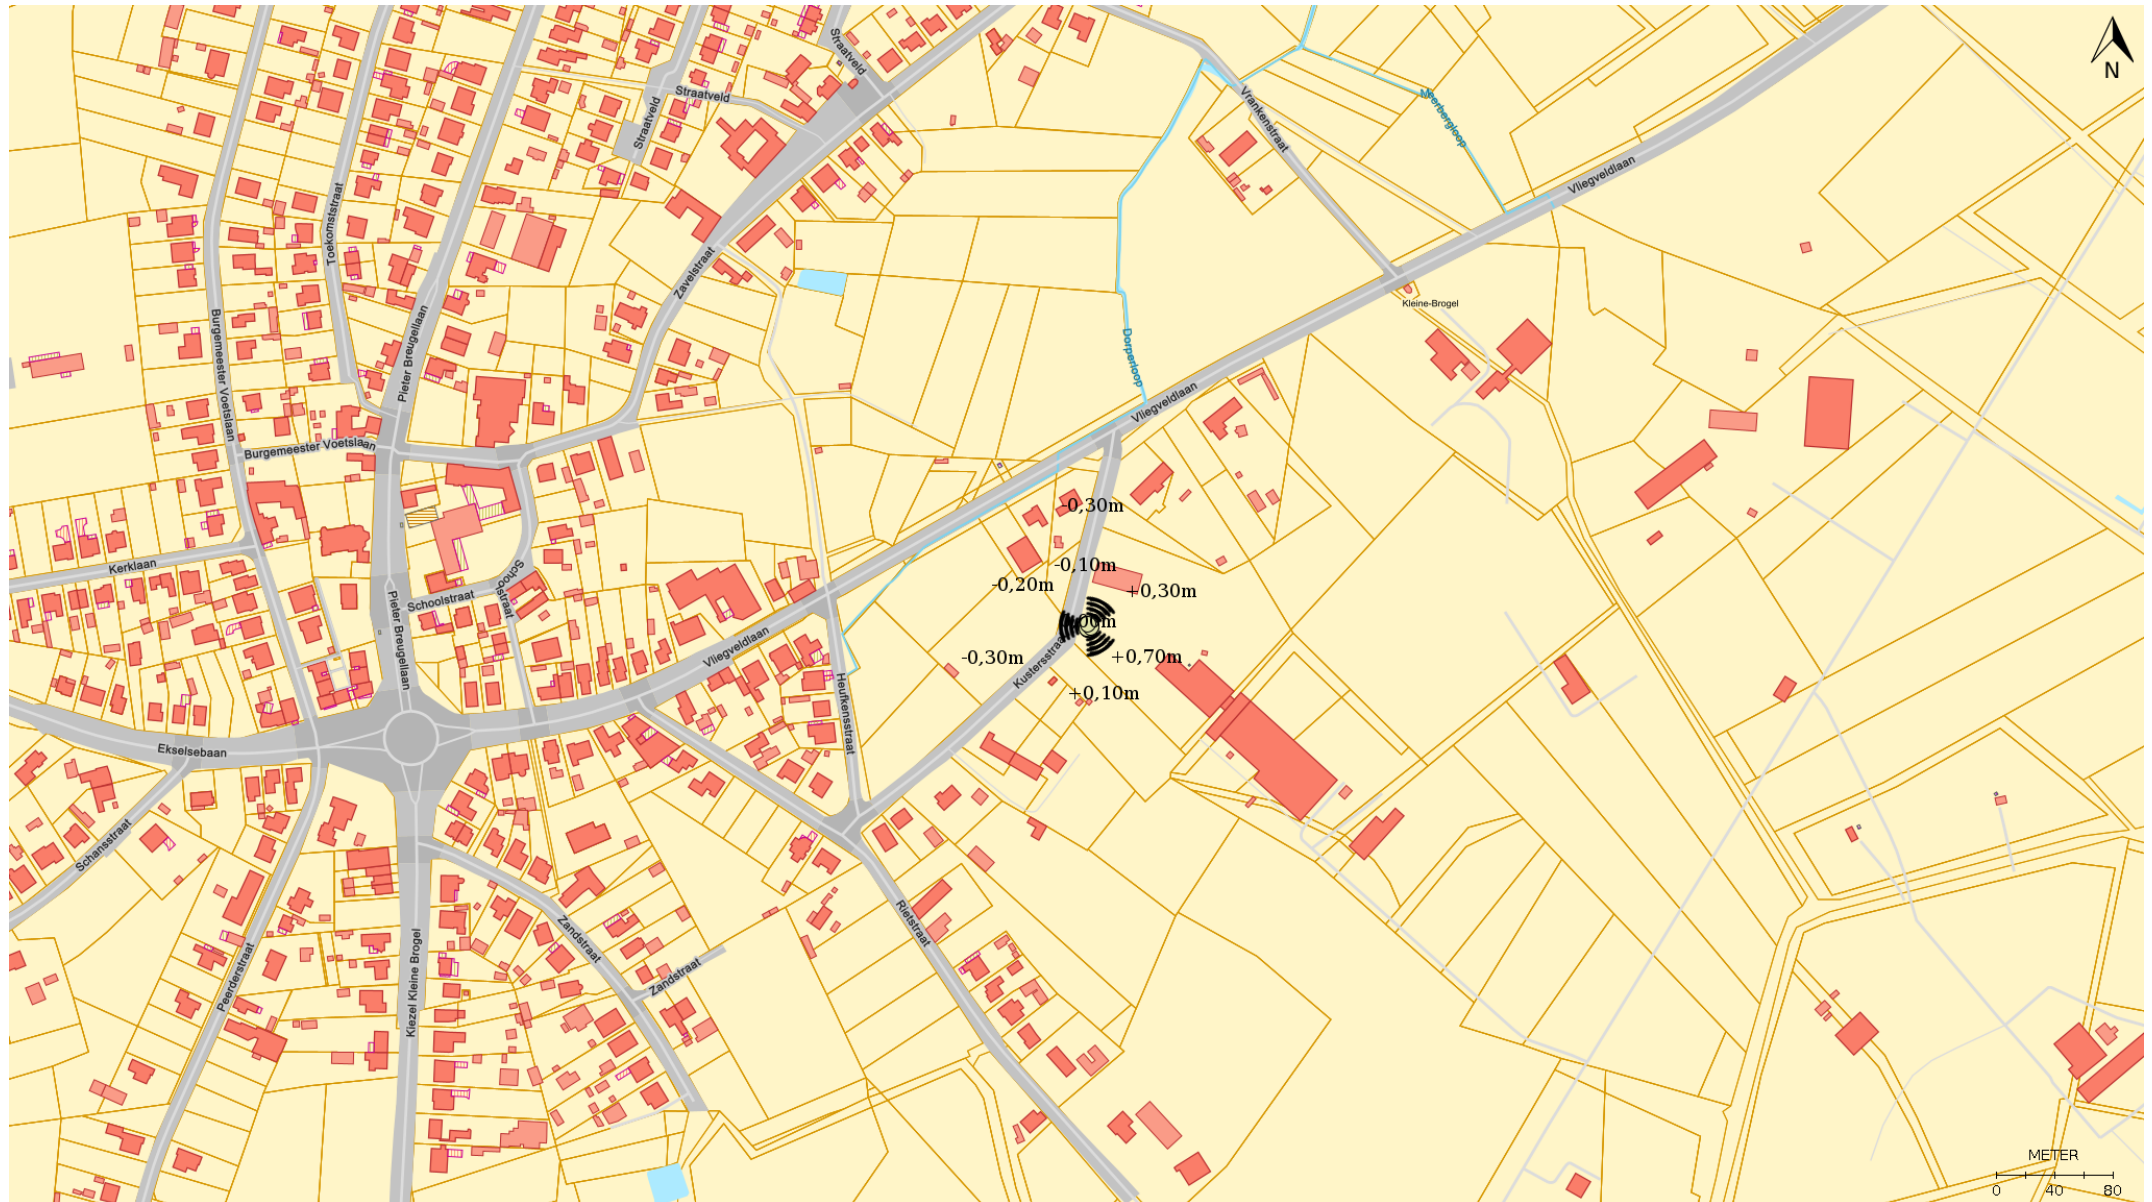 Straatveld
N
Straatveld
Straatveld
Vrankenstraat
Meerbergloop
Vliegveldlaan
Toekomststraat
Zavelstraat
Kleine-Brogel
Burgemeester Voetslaan
Pieter Breugellaan
Dorperloop
Vliegveldlaan
Burgemeester Voetslaan
-0,30m
Kerklaan
-0,10m
-0,20m
+0,30m
Schoolstraat
Schoolstraat
Pieter Breugellaan
Vliegveldlaan
Kustersstraat
-0,30m
+0,70m
+0,10m
Heufkensstraat
Ekselsebaan
Schansstraat
Zandstraat
Rietstraat
Peerderstraat
Kiezel Kleine Brogel
Zandstraat
METER
0 40 80